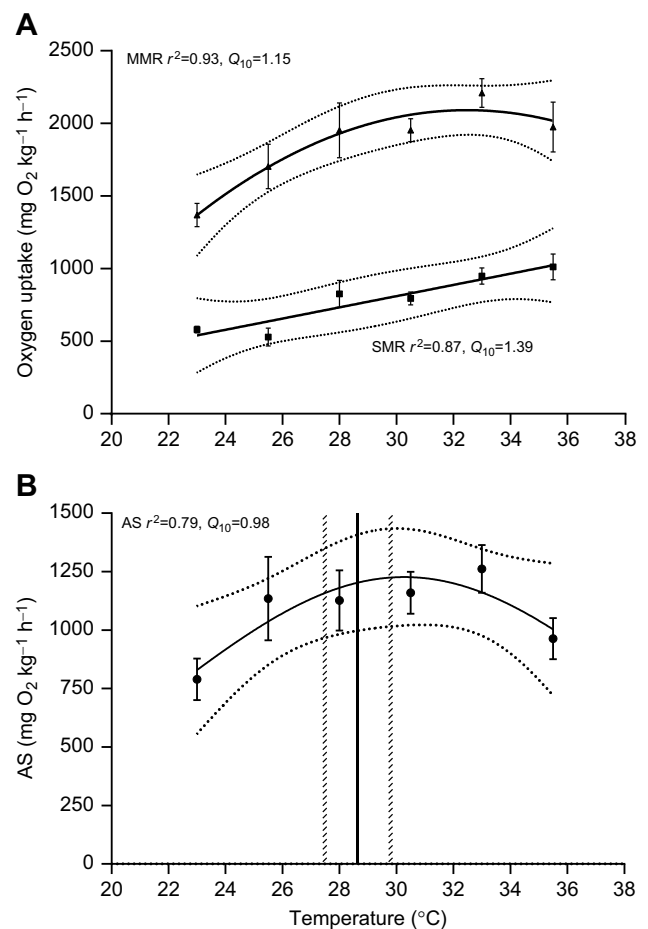 A
2500
MMR r²=0.93, Q₁₀=1.15
2000
1500
1000
500
0
Oxygen uptake (mg O₂ kg⁻¹ h⁻¹)
SMR r²=0.87, Q₁₀=1.39
20 22 24 26 28 30 32 34 36 38
B
1500
AS r²=0.79, Q₁₀=0.98
1250
1000
750
500
250
0
AS (mg O₂ kg⁻¹ h⁻¹)
20 22 24 26 28 30 32 34 36 38
Temperature (°C)